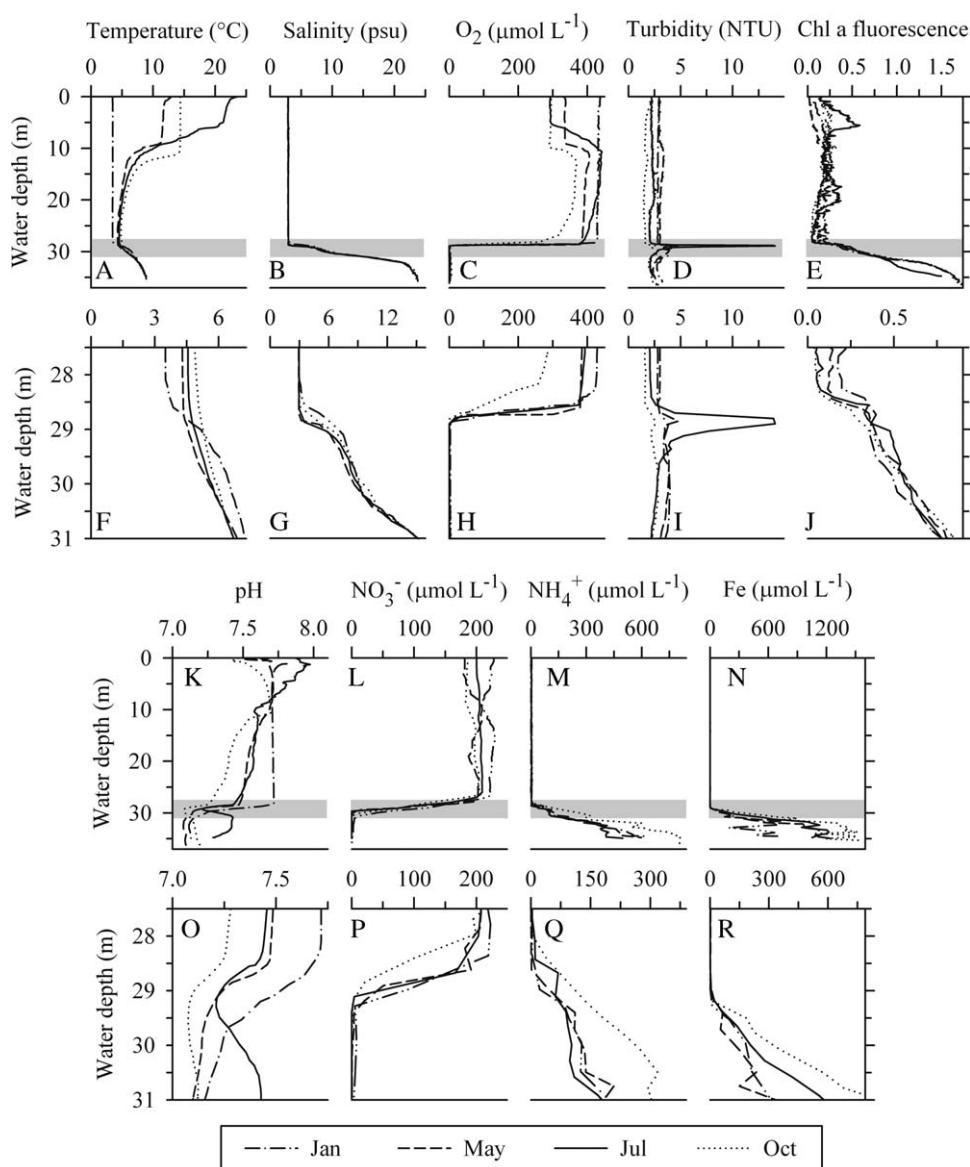 Temperature (°C) Salinity (psu) O2 (μmol L-1) Turbidity (NTU) Chl a fluorescence
0 10 20 0 10 20 0 200 400 0 5 10 0.0 0.5 1.0 1.5
Water depth (m)
0
10
20
30
A B C D E
0 3 6 0 6 12 0 200 400 0 5 10 0.5
Water depth (m)
28
29
30
31
F G H I J
pH NO3- (μmol L-1) NH4+ (μmol L-1) Fe (μmol L-1)
7.0 7.5 8.0 0 100 200 0 300 600 0 600 1200
Water depth (m)
0
10
20
30
K L M N
7.0 7.5 0 100 200 0 150 300 0 300 600
Water depth (m)
28
29
30
31
O P Q R
Jan May Jul Oct